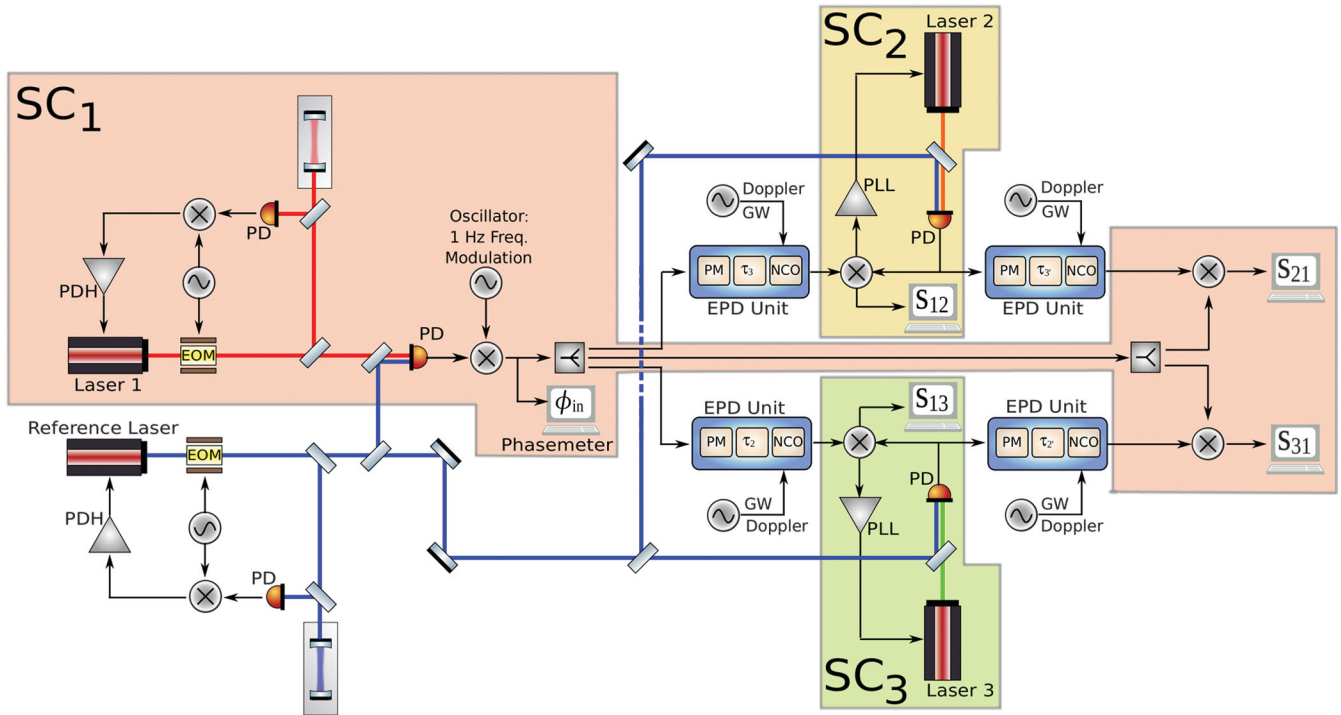 SC1
PD
PDH
EOM
Laser 1
Oscillator:
1 Hz Freq.
Modulation
PD
ϕin
Phasemeter
Reference Laser
EOM
PDH
PD
SC2
Laser 2
PLL
PD
S12
Doppler
GW
PM τ3 NCO
EPD Unit
Doppler
GW
PM τ3' NCO
EPD Unit
S21
EPD Unit
PM τ2 NCO
GW
Doppler
S13
PD
PLL
Laser 3
SC3
EPD Unit
PM τ2' NCO
GW
Doppler
S31